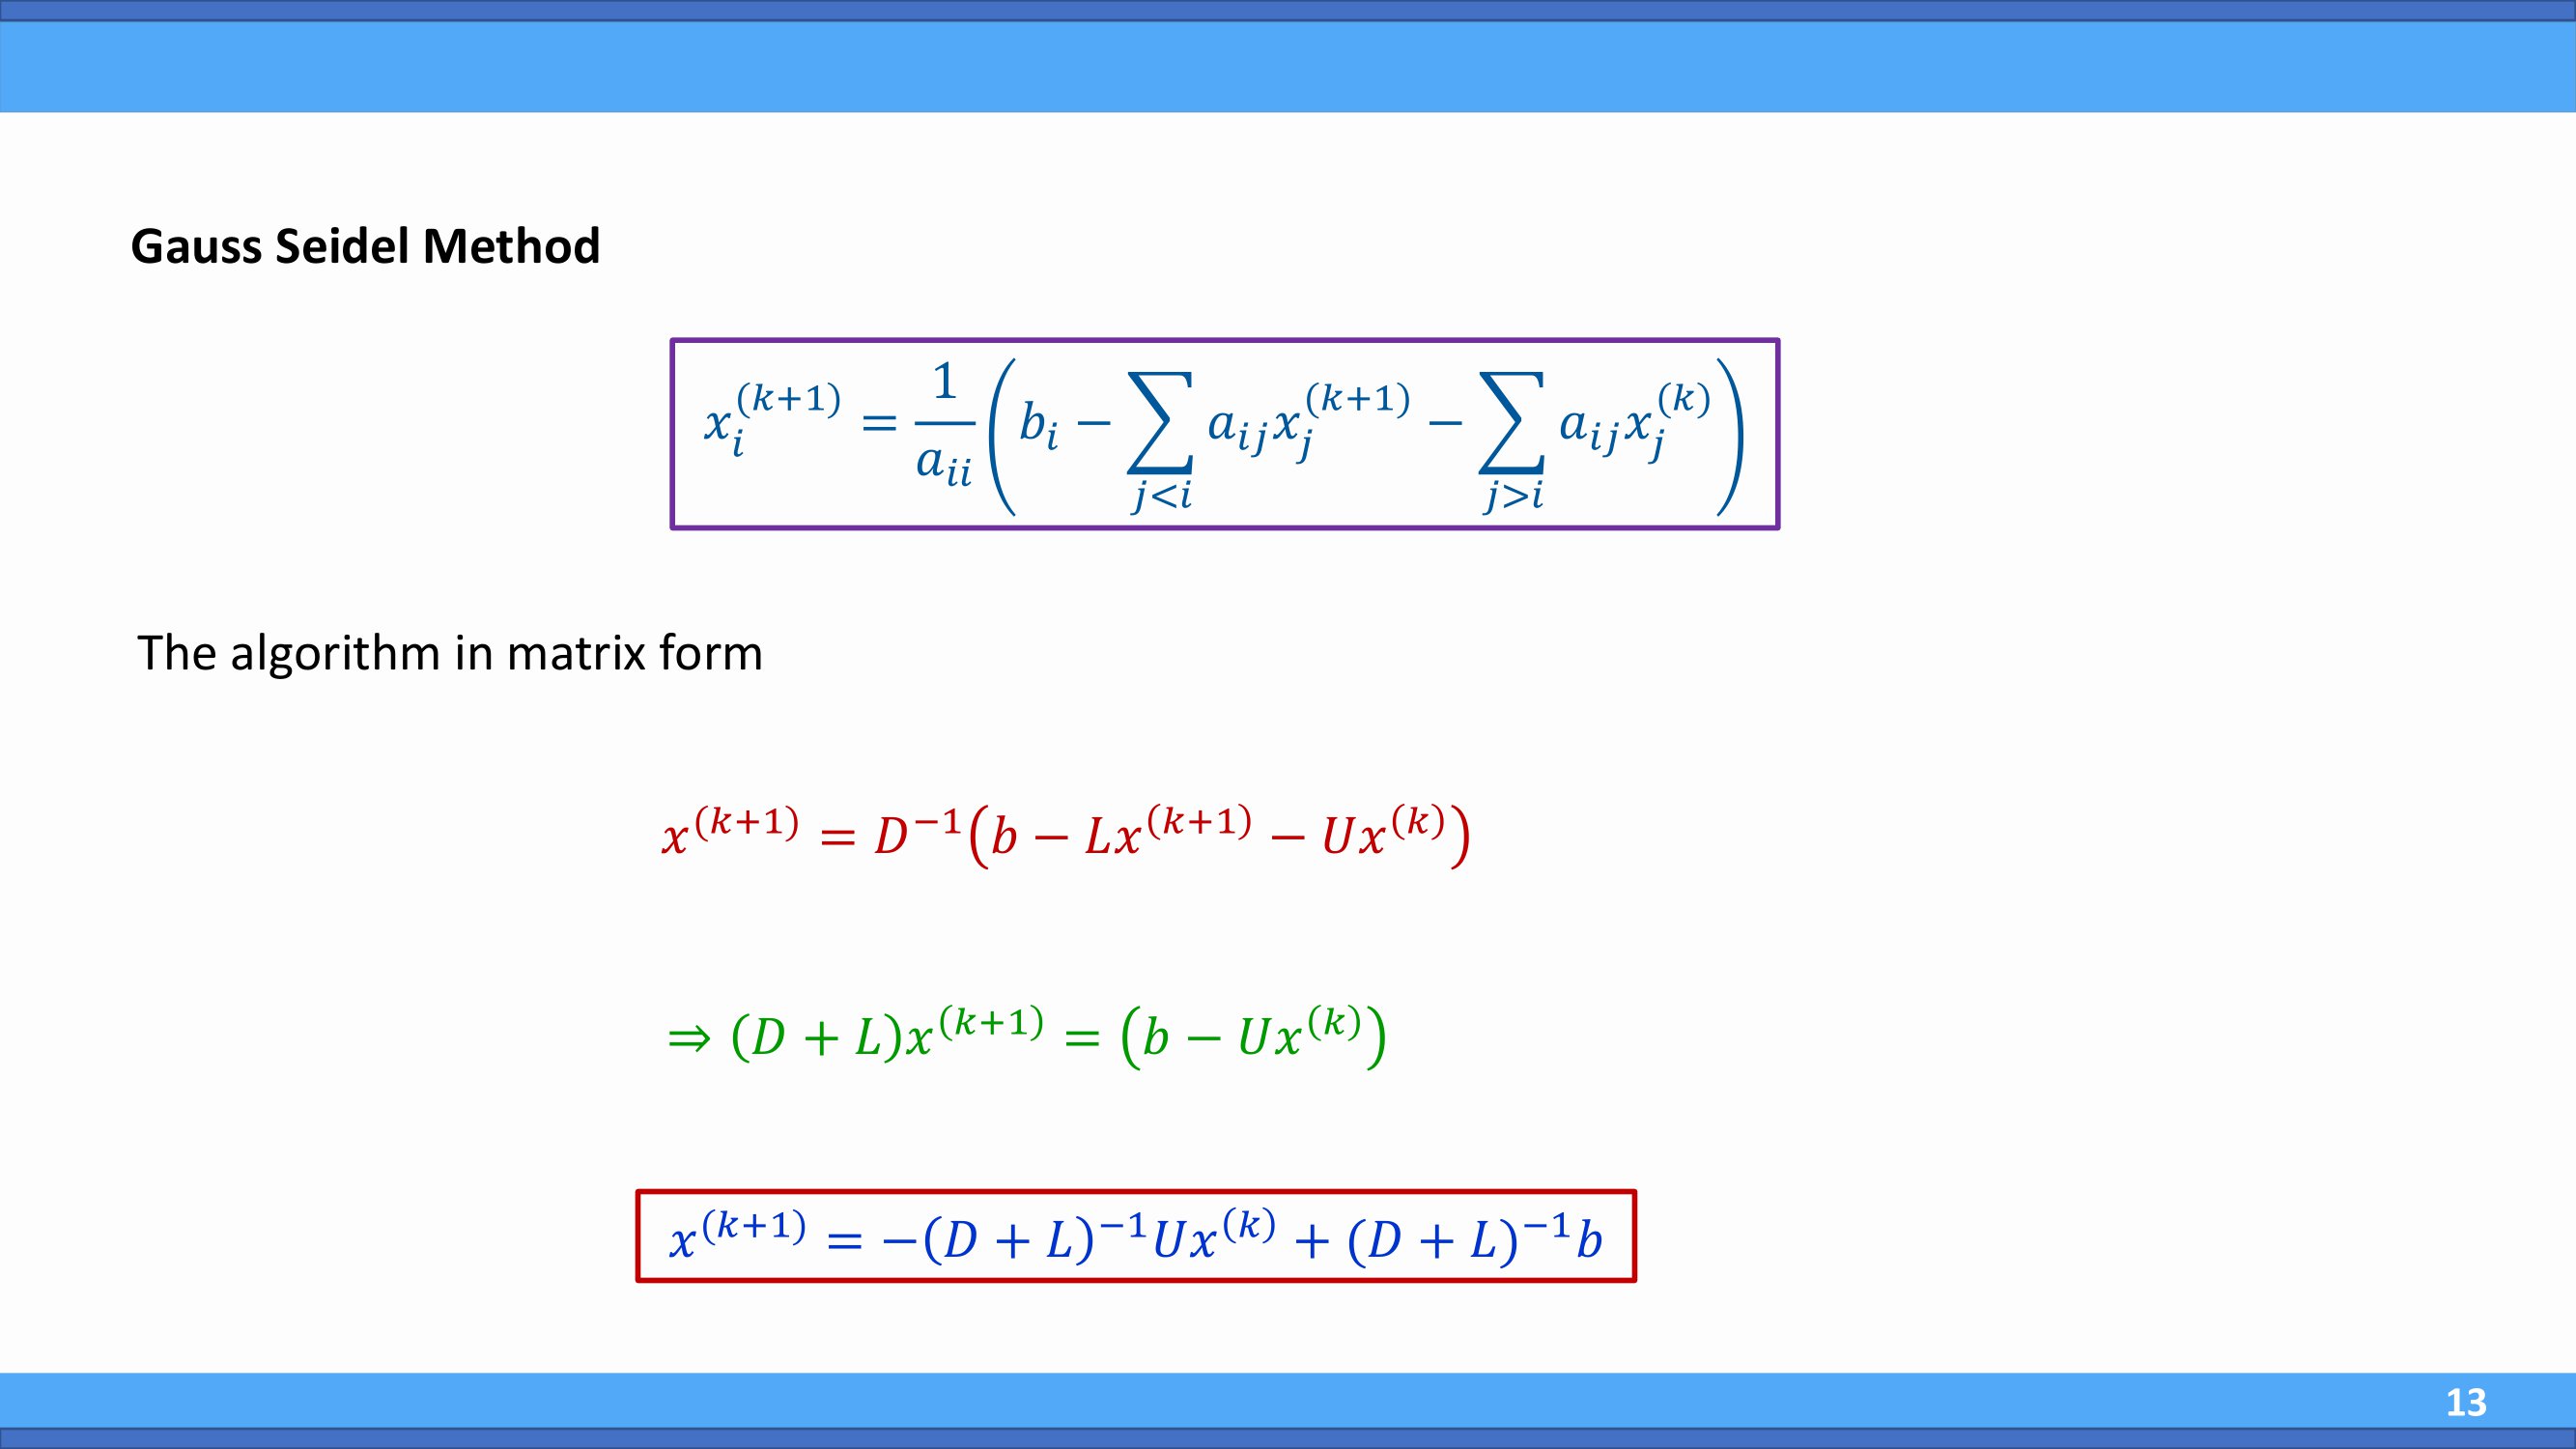 Gauss Seidel Method
$x_i^{(k+1)} = \frac{1}{a_{ii}} \left( b_i - \sum_{j<i} a_{ij} x_j^{(k+1)} - \sum_{j>i} a_{ij} x_j^{(k)} \right)$
The algorithm in matrix form
$x^{(k+1)} = D^{-1} \left( b - Lx^{(k+1)} - Ux^{(k)} \right)$
$\Rightarrow (D + L)x^{(k+1)} = \left( b - Ux^{(k)} \right)$
$x^{(k+1)} = -(D + L)^{-1} Ux^{(k)} + (D + L)^{-1} b$
13